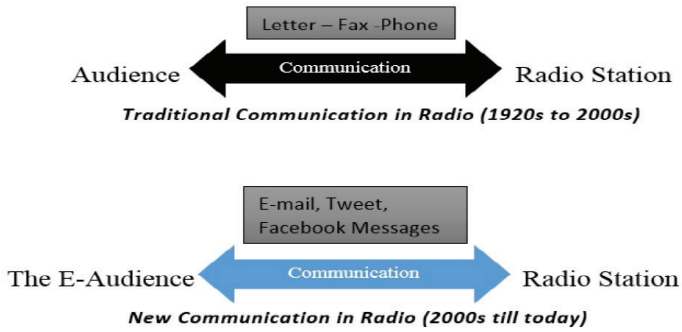 Letter – Fax -Phone
Audience Communication Radio Station
Traditional Communication in Radio (1920s to 2000s)
E-mail, Tweet,
Facebook Messages
The E-Audience Communication Radio Station
New Communication in Radio (2000s till today)